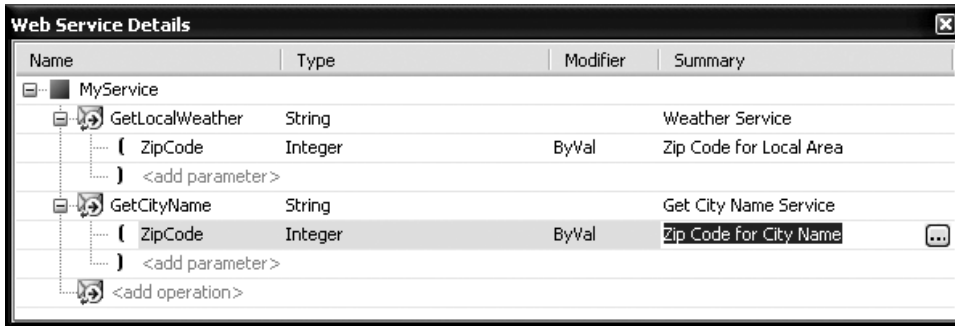 Web Service Details
Name Type Modifier Summary
MyService
GetLocalWeather String Weather Service
( ZipCode Integer ByVal Zip Code for Local Area
) <add parameter>
GetCityName String Get City Name Service
( ZipCode Integer ByVal Zip Code for City Name ...
) <add parameter>
<add operation>